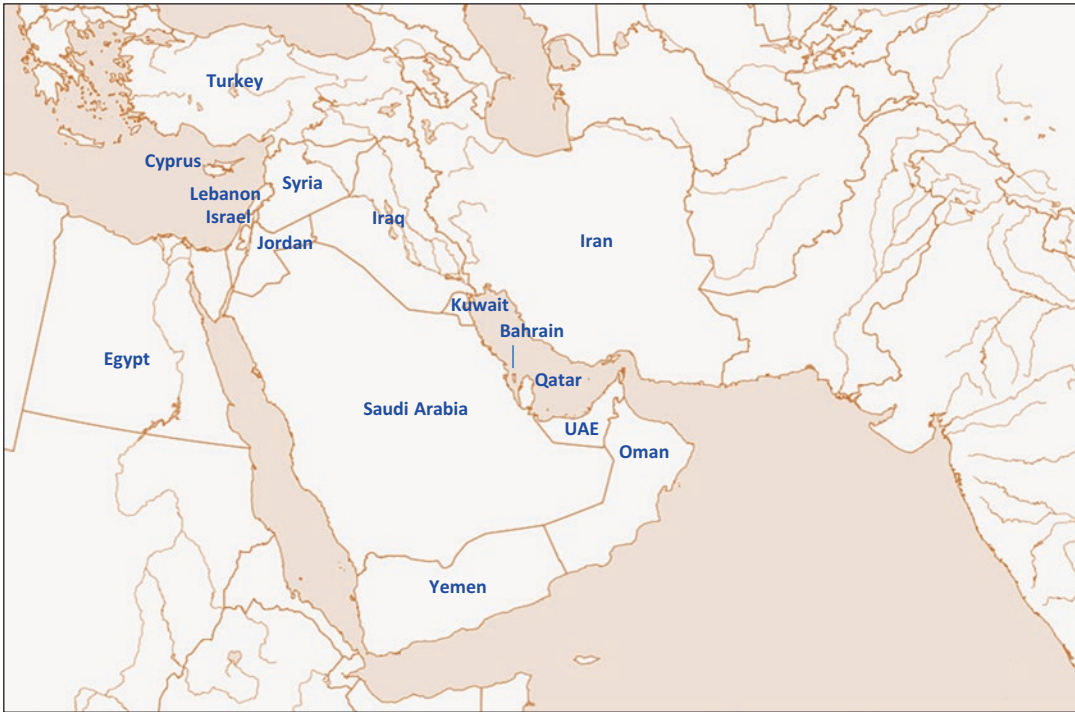 Turkey
Cyprus
Lebanon
Syria
Israel
Iraq
Jordan
Iran
Kuwait
Bahrain
Egypt
Qatar
Saudi Arabia
UAE
Oman
Yemen